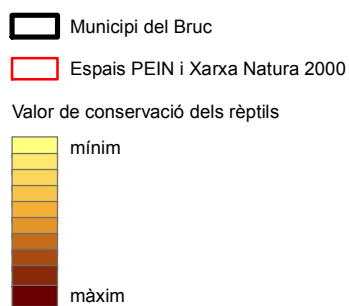 Municipi del Bruc
Espais PEIN i Xarxa Natura 2000
Valor de conservació dels rèptils
mínim
màxim